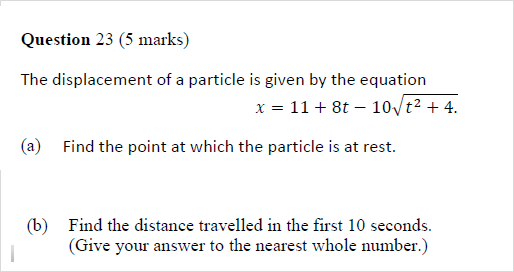 Question 23 (5 marks)
The displacement of a particle is given by the equation
x = 11 + 8t − 10√(t² + 4).
(a) Find the point at which the particle is at rest.
(b) Find the distance travelled in the first 10 seconds.
(Give your answer to the nearest whole number.)